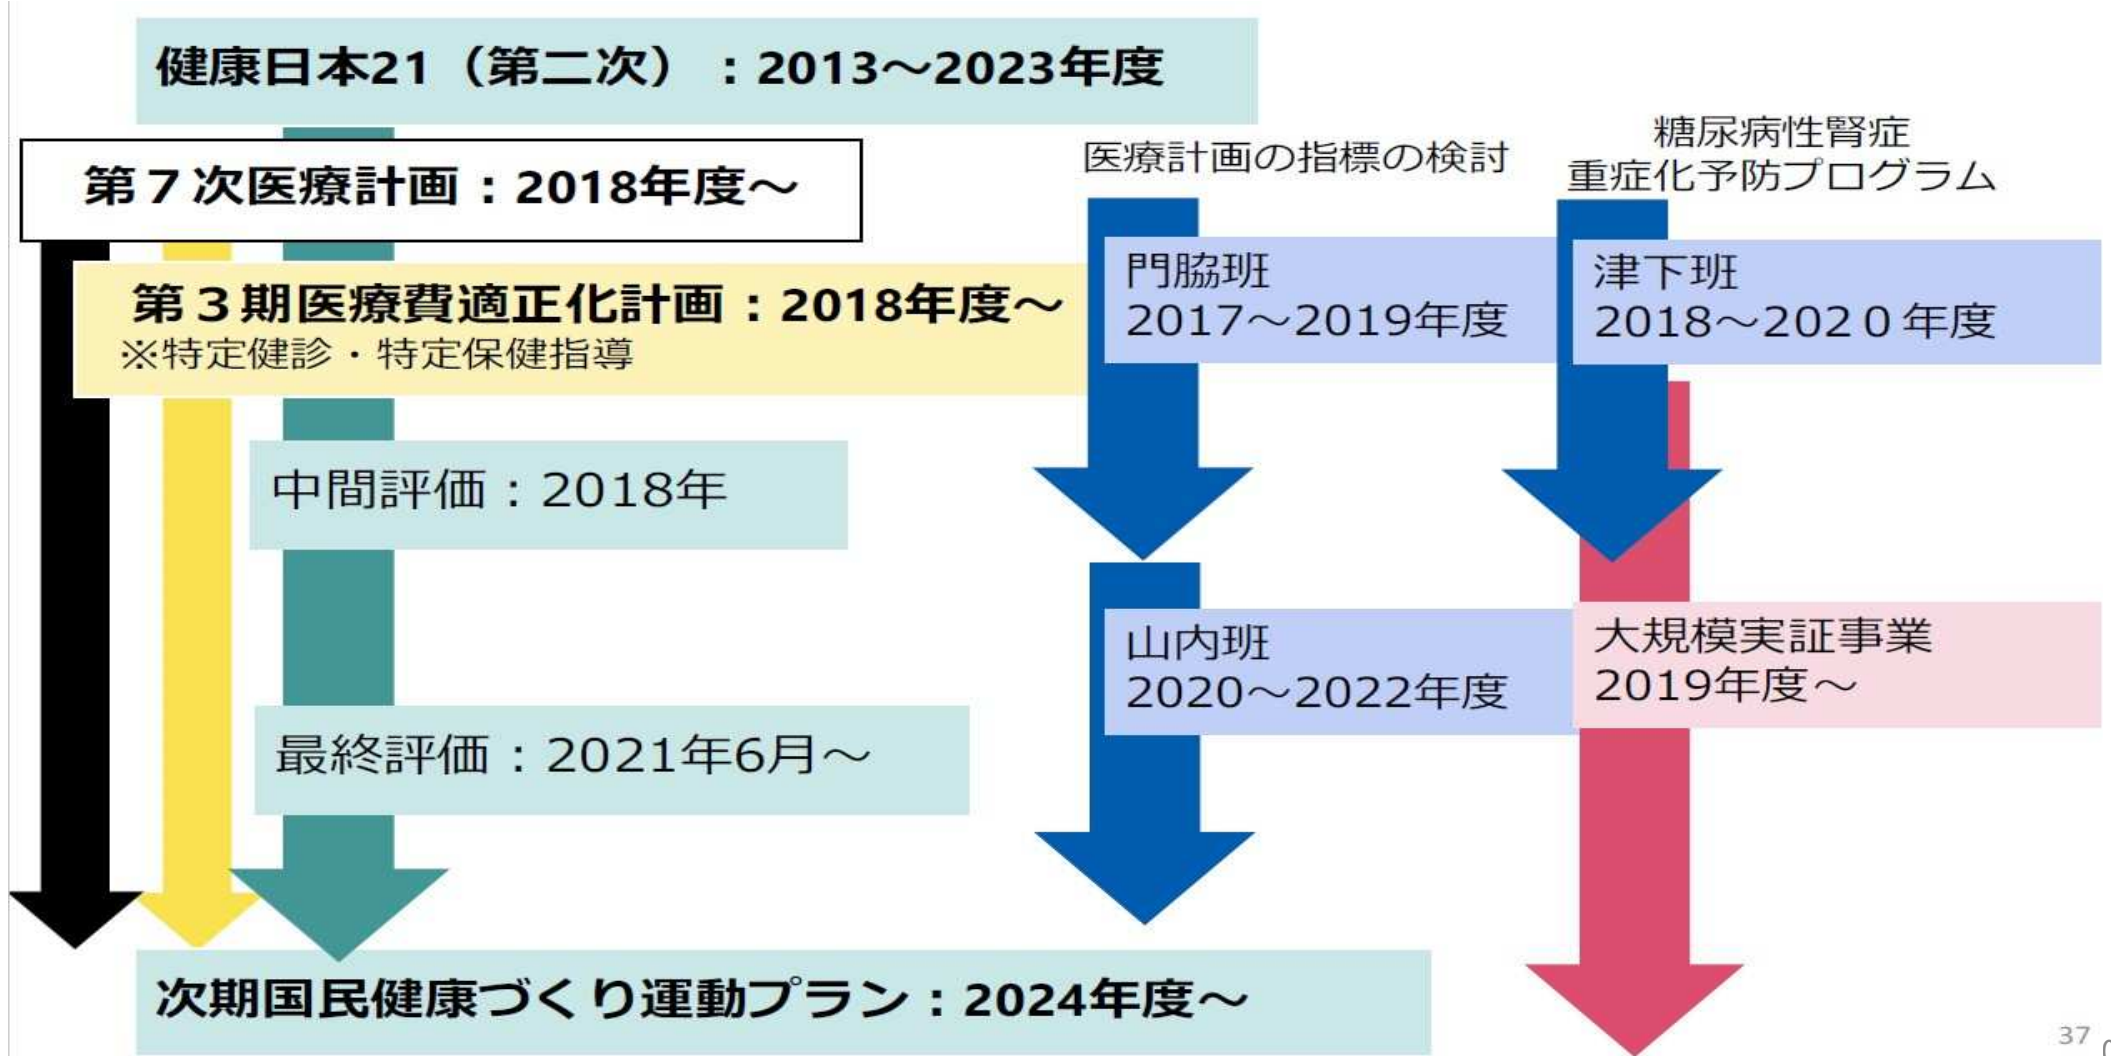 健康日本21（第二次）：2013～2023年度
第７次医療計画：2018年度～
第３期医療費適正化計画：2018年度～
※特定健診・特定保健指導
中間評価：2018年
最終評価：2021年6月～
次期国民健康づくり運動プラン：2024年度～
医療計画の指標の検討
門脇班
2017～2019年度
山内班
2020～2022年度
糖尿病性腎症
重症化予防プログラム
津下班
2018～202０年度
大規模実証事業
2019年度～
37